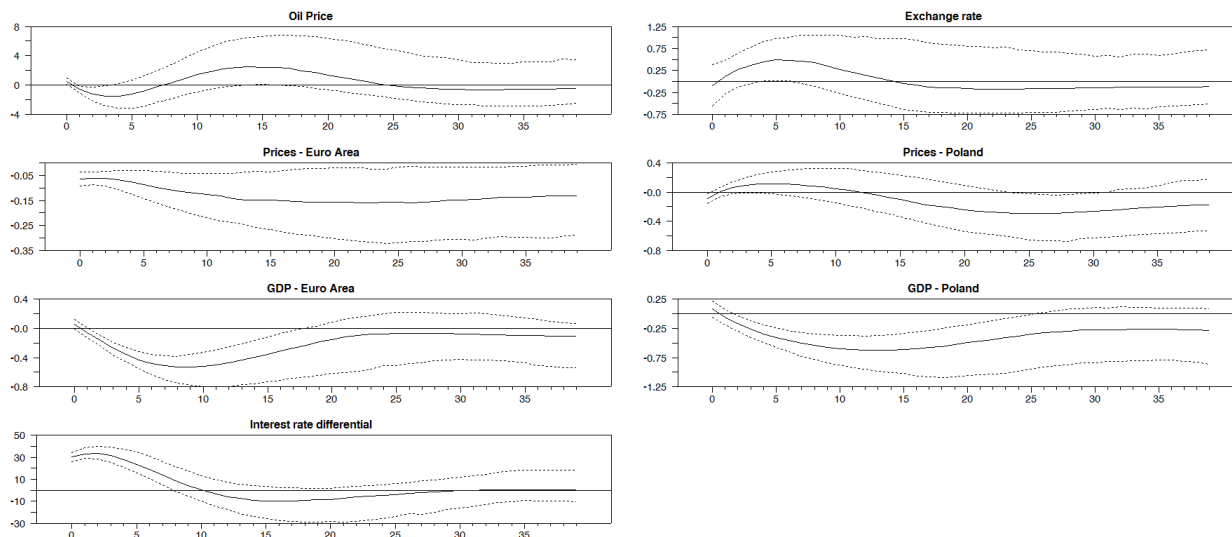 Oil Price
8
4
0
-4
0 5 10 15 20 25 30 35
Exchange rate
1.25
0.75
0.25
-0.25
-0.75
0 5 10 15 20 25 30 35
Prices - Euro Area
-0.05
-0.15
-0.25
-0.35
0 5 10 15 20 25 30 35
Prices - Poland
0.4
-0.0
-0.4
-0.8
0 5 10 15 20 25 30 35
GDP - Euro Area
0.4
-0.0
-0.4
-0.8
0 5 10 15 20 25 30 35
GDP - Poland
0.25
-0.25
-0.75
-1.25
0 5 10 15 20 25 30 35
Interest rate differential
50
30
10
-10
-30
0 5 10 15 20 25 30 35